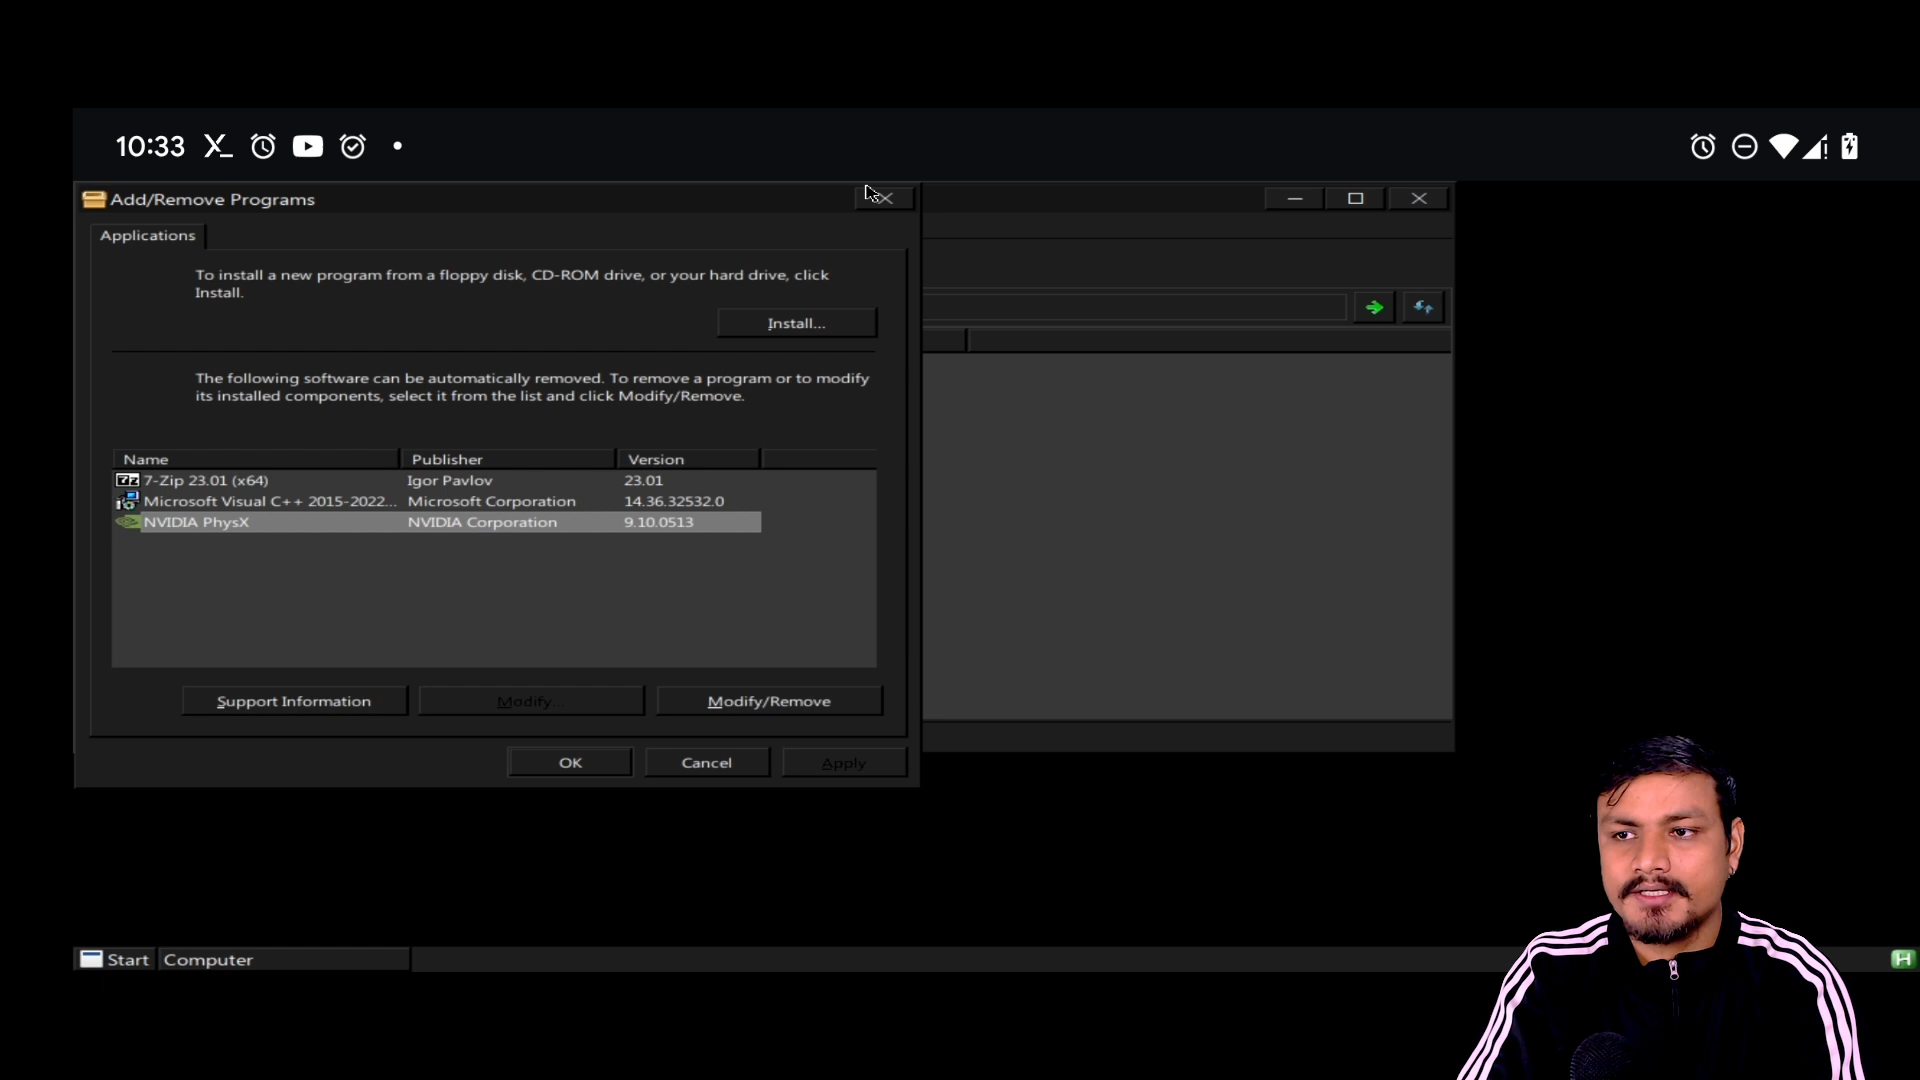 10:33
Add/Remove Programs
Applications
To install a new program from a floppy disk, CD-ROM drive, or your hard drive, click
Install.
Install...
The following software can be automatically removed. To remove a program or to modify
its installed components, select it from the list and click Modify/Remove.
Name Publisher Version
7-Zip 23.01 (x64) Igor Pavlov 23.01
Microsoft Visual C++ 2015-2022... Microsoft Corporation 14.36.32532.0
NVIDIA PhysX NVIDIA Corporation 9.10.0513
Support Information Modify... Modify/Remove
OK Cancel Apply
Start Computer
H